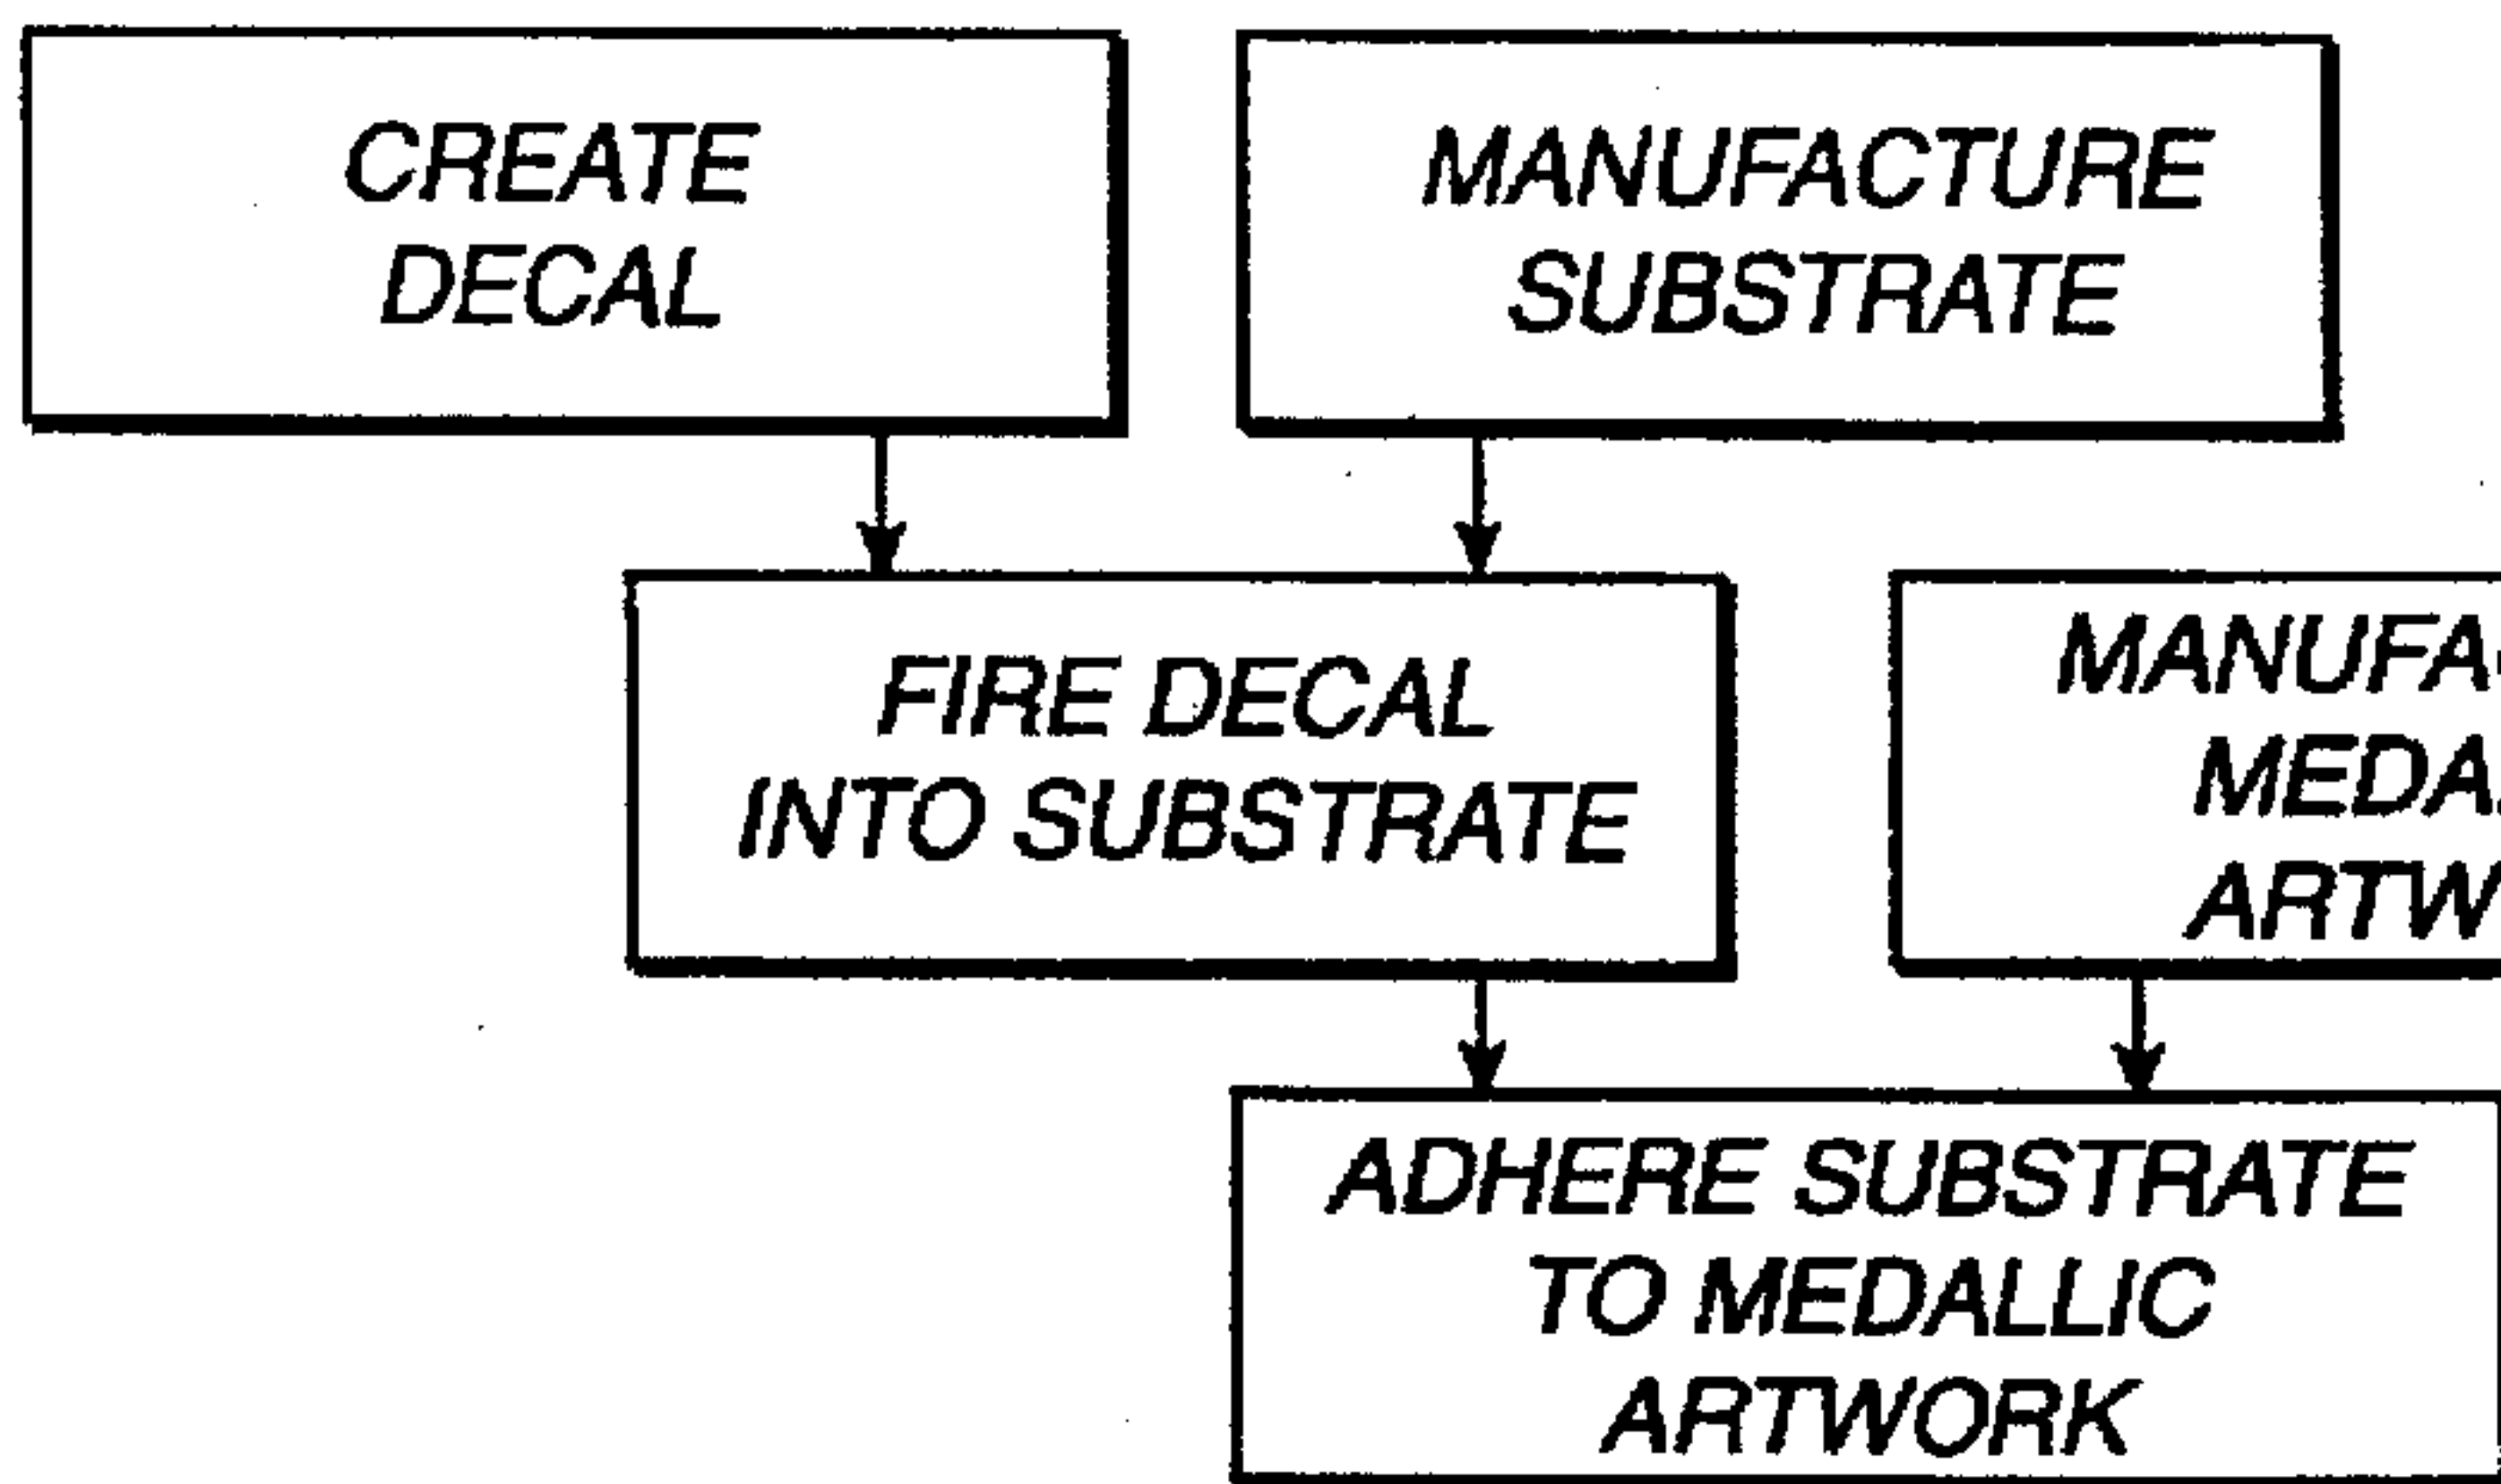 CREATE
DECAL
MANUFACTURE
SUBSTRATE
FIRE DECAL
INTO SUBSTRATE
ADHERE SUBSTRATE
TO MEDALLIC
ARTWORK